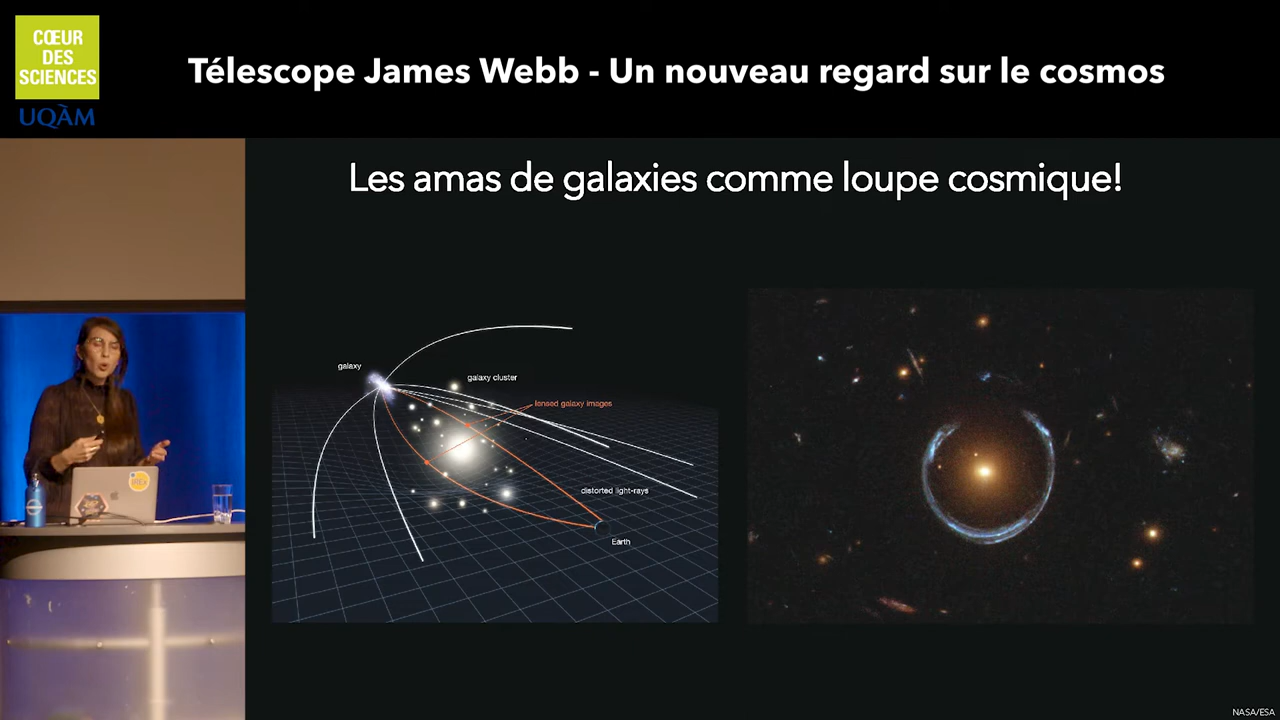 CŒUR
DES
SCIENCES
UQÀM
Télescope James Webb - Un nouveau regard sur le cosmos
Les amas de galaxies comme loupe cosmique!
galaxy
galaxy cluster
lensed galaxy images
distorted light-rays
Earth
NASA/ESA